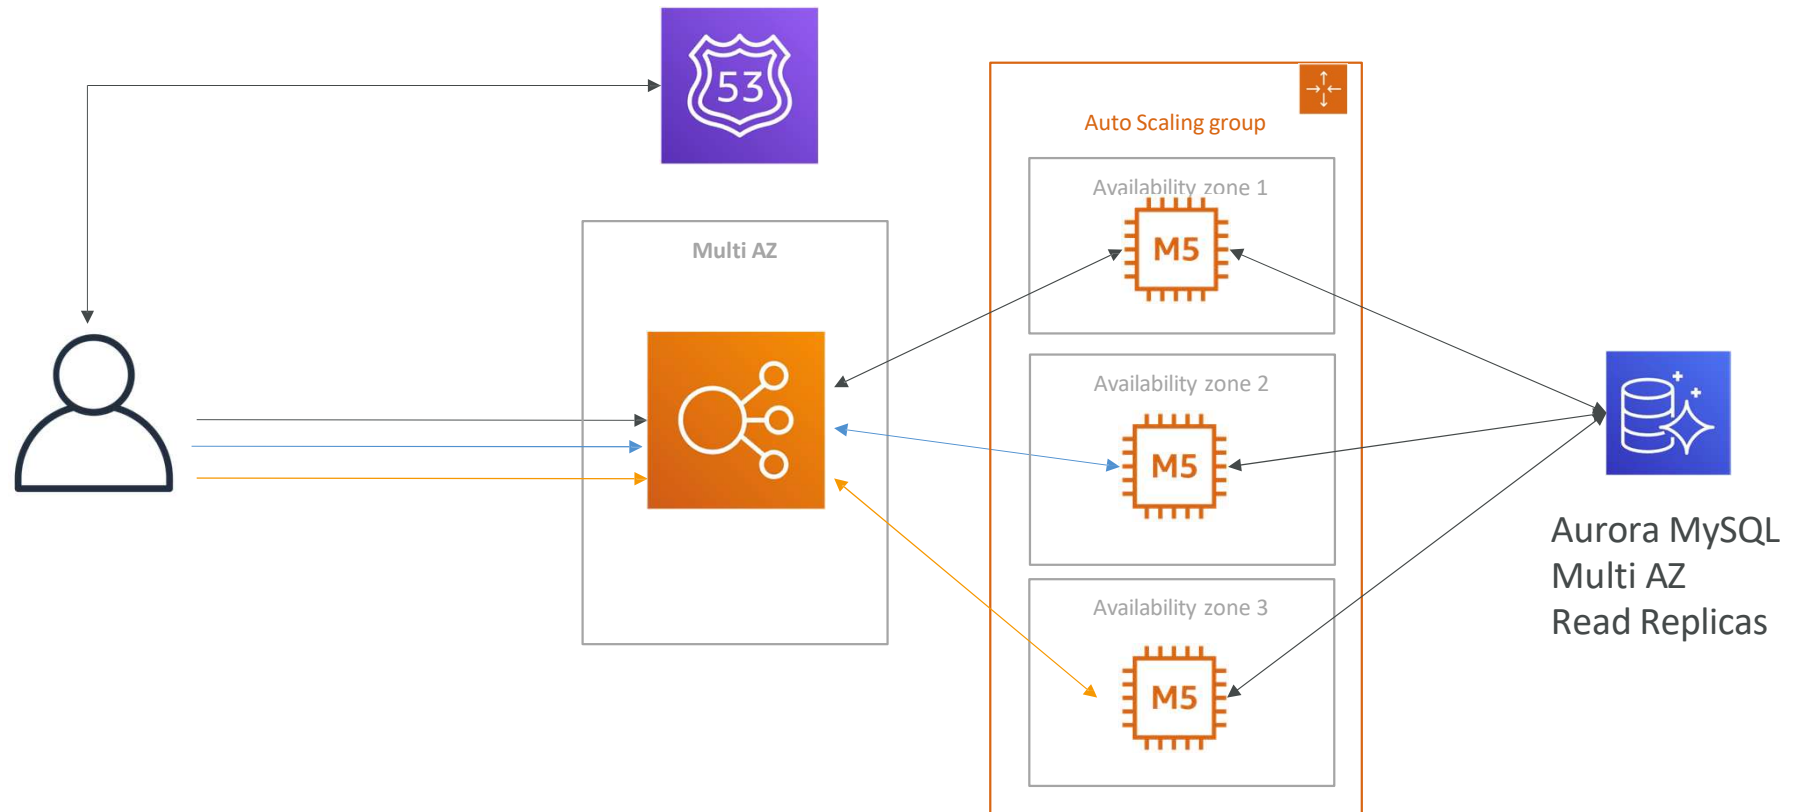 53
Auto Scaling group
Availability zone 1
M5
Multi AZ
Availability zone 2
M5
Availability zone 3
M5
Aurora MySQL
Multi AZ
Read Replicas